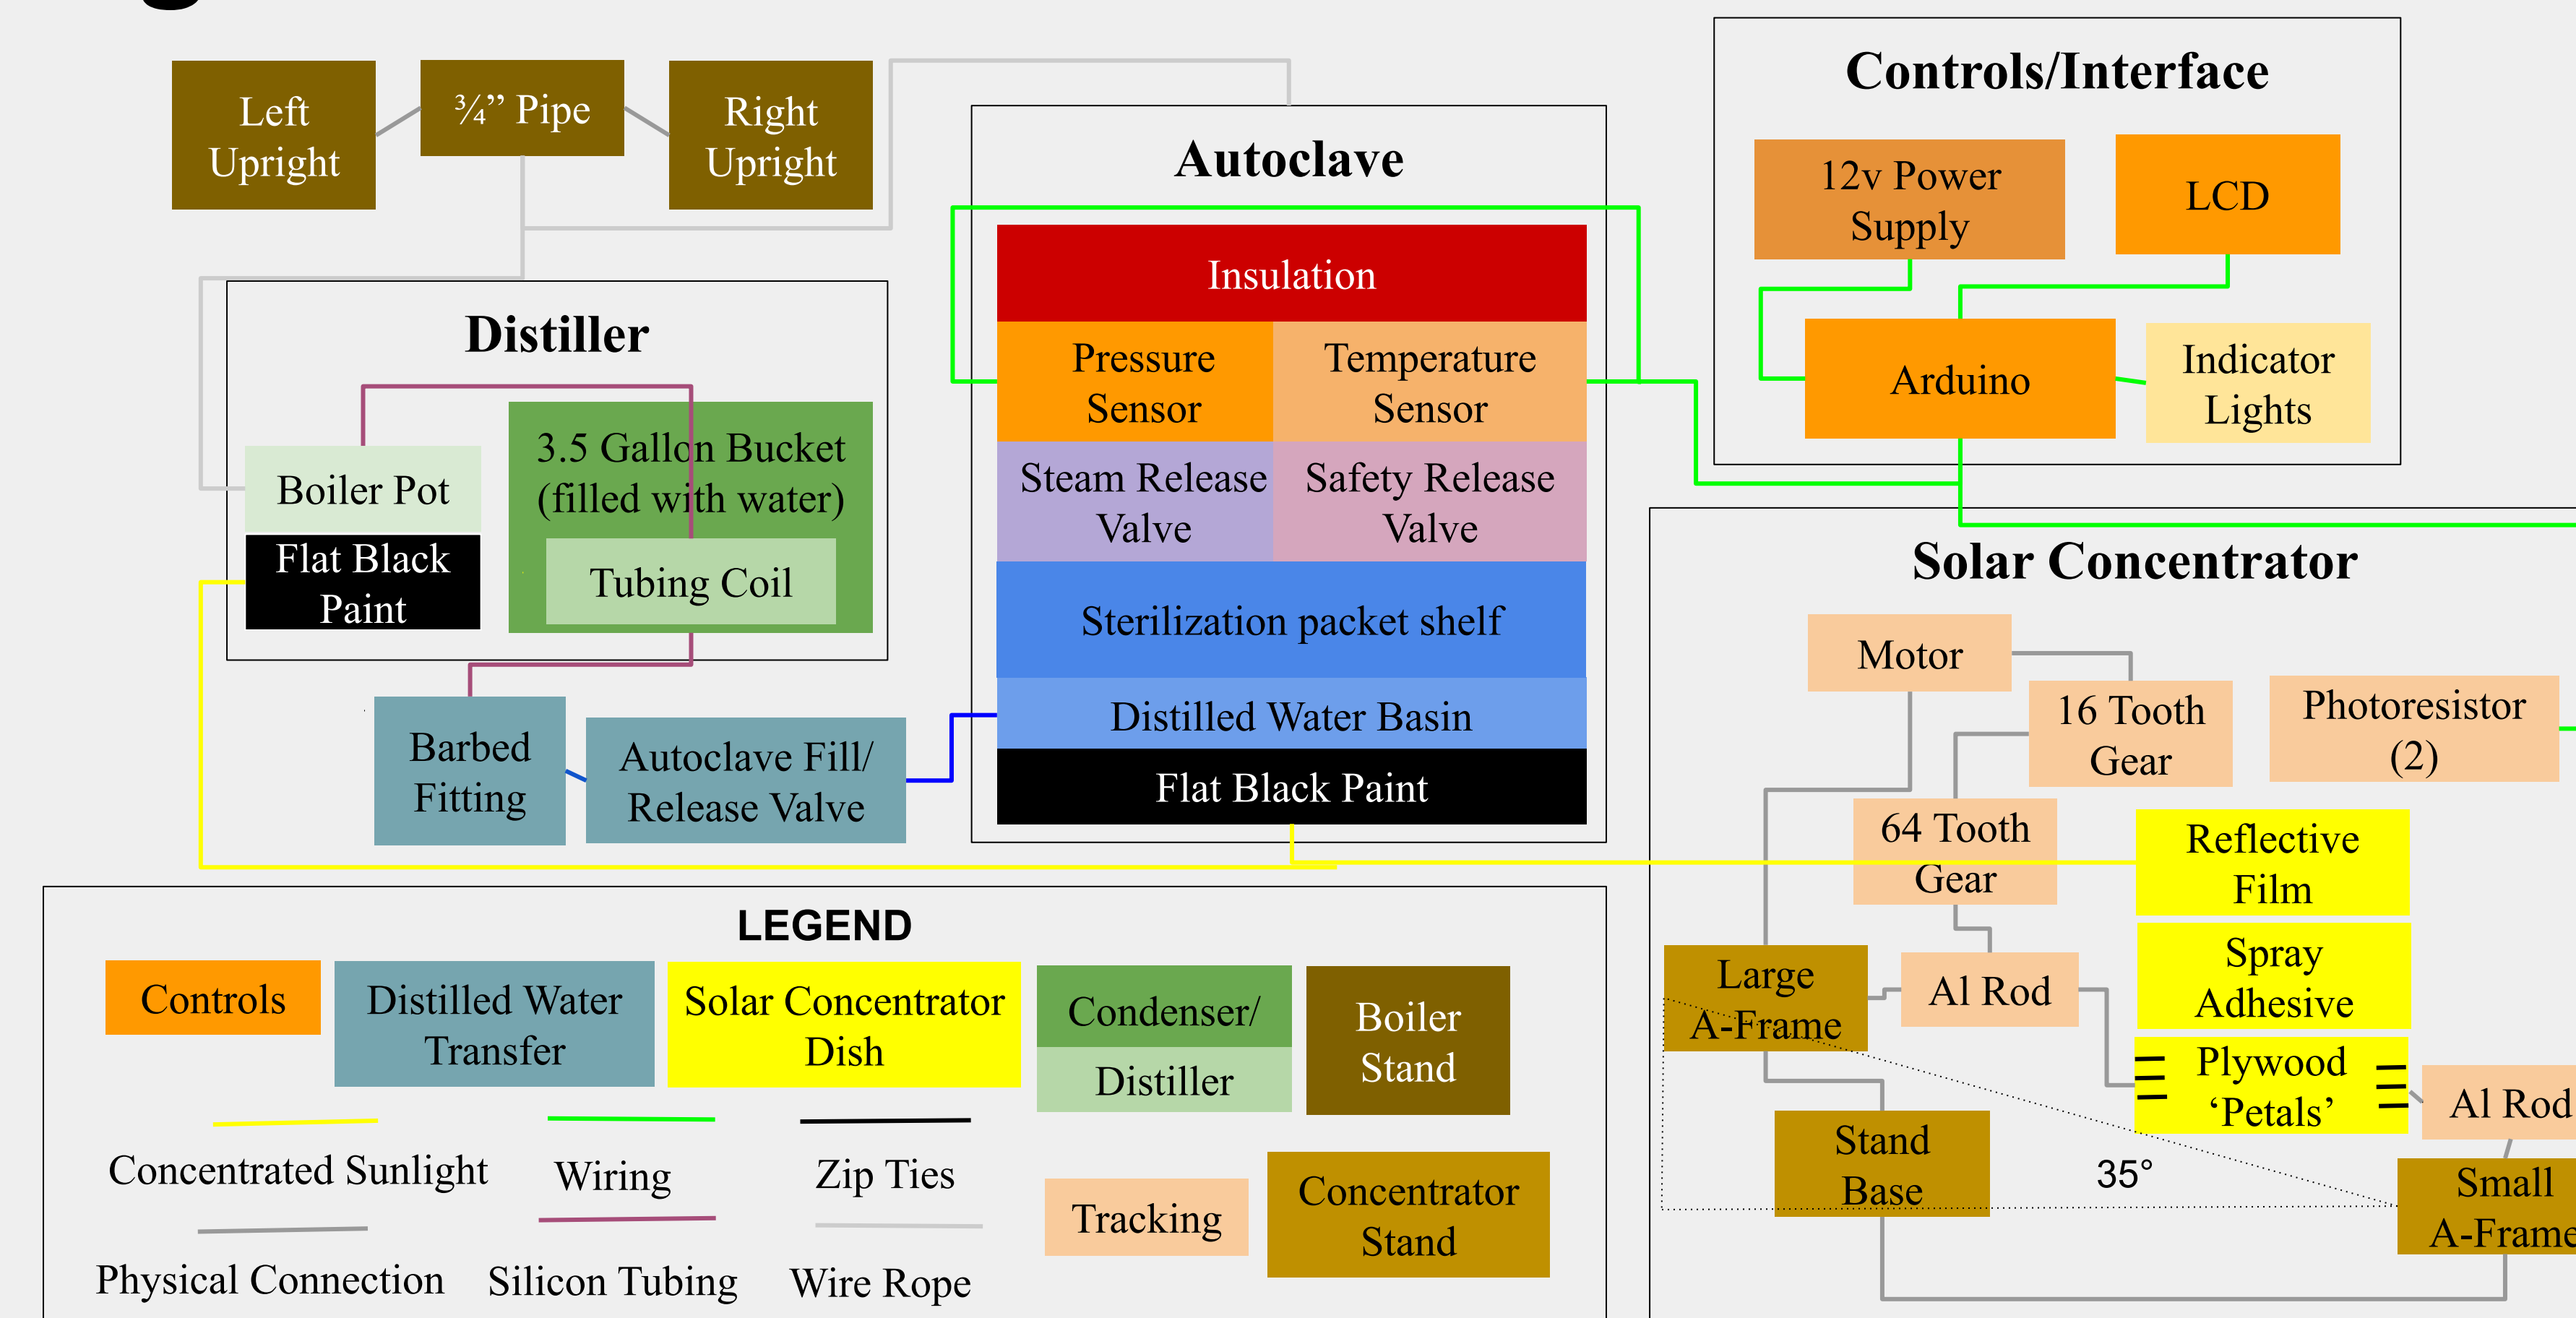 Left
Upright
¾” Pipe
Right
Upright
Distiller
Boiler Pot
Flat Black
Paint
3.5 Gallon Bucket
(filled with water)
Tubing Coil
Barbed
Fitting
Autoclave Fill/
Release Valve
Autoclave
Insulation
Pressure
Sensor
Temperature
Sensor
Steam Release
Valve
Safety Release
Valve
Sterilization packet shelf
Distilled Water Basin
Flat Black Paint
Controls/Interface
12v Power
Supply
LCD
Arduino
Indicator
Lights
Solar Concentrator
Motor
16 Tooth
Gear
Photoresistor
(2)
64 Tooth
Gear
Reflective
Film
Large
A-Frame
Al Rod
Spray
Adhesive
Plywood
‘Petals’
Al Rod
Stand
Base
35°
Small
A-Frame
LEGEND
Controls
Distilled Water
Transfer
Solar Concentrator
Dish
Condenser/
Distiller
Boiler
Stand
Concentrated Sunlight
Wiring
Zip Ties
Tracking
Concentrator
Stand
Physical Connection
Silicon Tubing
Wire Rope